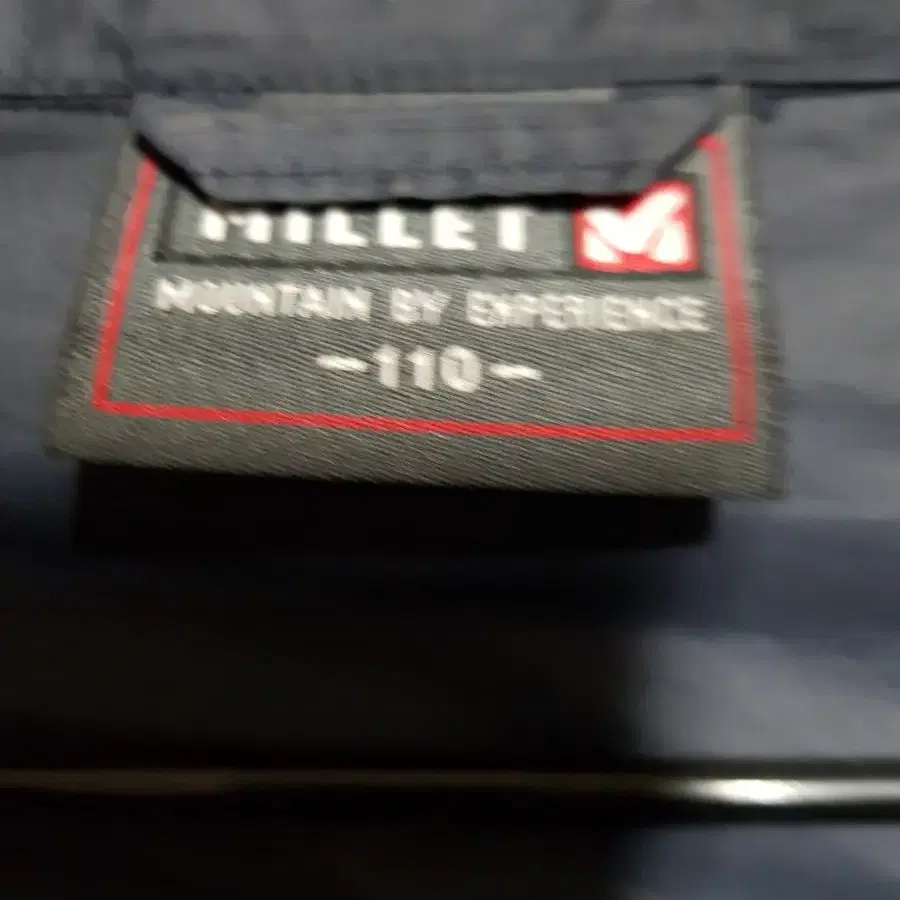 MILLET
MOUNTAIN BY EXPERIENCE
-110-